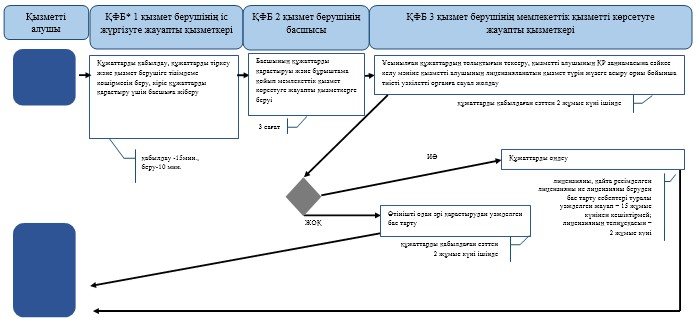 Қызметті
алушы
ҚФБ* 1 қызмет берушінің іс
жүргізуге жауапты қызметкері
ҚФБ 2 қызмет берушінің
басшысы
ҚФБ 3 қызмет берушінің мемлекеттік қызметті көрсетуге
жауапты қызметкері
Құжаттарды қабылдау, құжаттарды тіркеу
және қызмет берушіге тізілімдеме
көшірмесін беру, кіріс құжаттарды
қарастыру үшін басшыға жіберу
Басшының құжаттарды
қарастыруы және бұрыштама
қойып мемлекеттік қызмет
көрсетуге жауапты қызметкерге
беруі
Ұсынылған құжаттардың толықтығын тексеру, қызметті алушының ҚР заңнамасына сәйкес
келу мәніне қызметті алушының лицензияланатын қызмет түрін жүзеге асыру орны бойынша
тиісті уәкілетті органға сауал жолдау
құжаттарды қабылдаған сәттен 2 жұмыс күні ішінде
3 сағат
қабылдау -15мин.,
беру-10 мин.
ИӘ
Құжаттарды өңдеу
лицензияны, қайта ресімделген
лицензияны не лицензияны беруден
бас тарту себептері туралы
уәжделген жауап – 15 жұмыс
күнінен кешіктірмей;
лицензияның телнұсқасын –
2 жұмыс күні
ЖОҚ
Өтінішті одан әрі қарастырудан уәжделген
бас тарту
құжаттарды қабылдаған сәттен
2 жұмыс күні ішінде